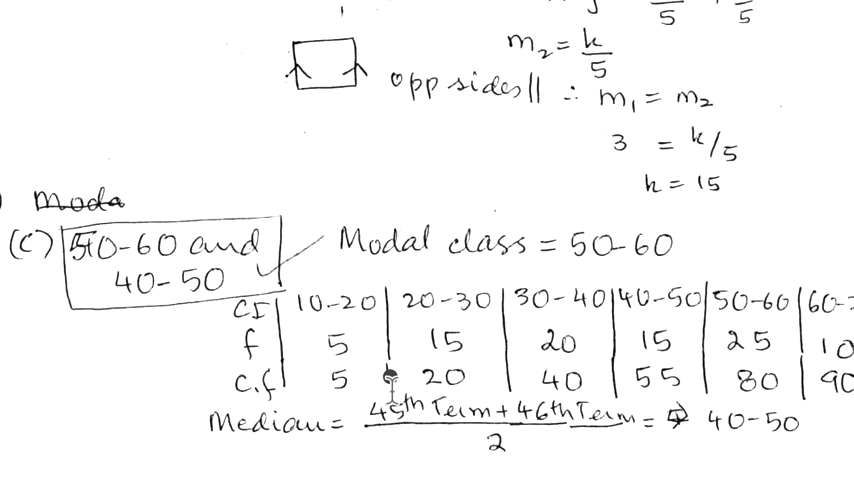 5 5
m₂ = k/5
opp sides || ∴ m₁ = m₂
3 = k/5
k = 15
Moda
(C) 50-60 and 40-50 Modal class = 50-60
CI 10-20 20-30 30-40 40-50 50-60 60-
f 5 15 20 15 25 10
c.f 5 20 40 55 80 90
Median = 45th Term + 46th Term / 2 = 40-50